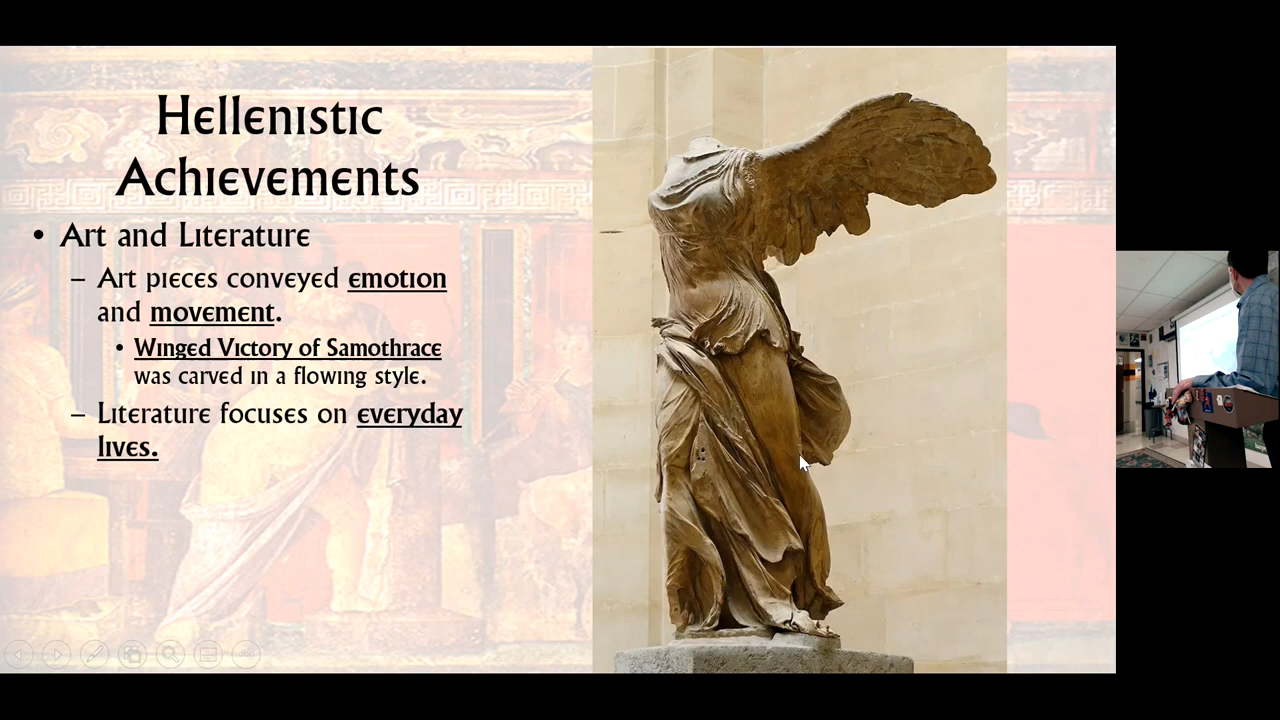 Hellenistic
Achievements
• Art and Literature
– Art pieces conveyed emotion
and movement.
• Winged Victory of Samothrace
was carved in a flowing style.
– Literature focuses on everyday
lives.